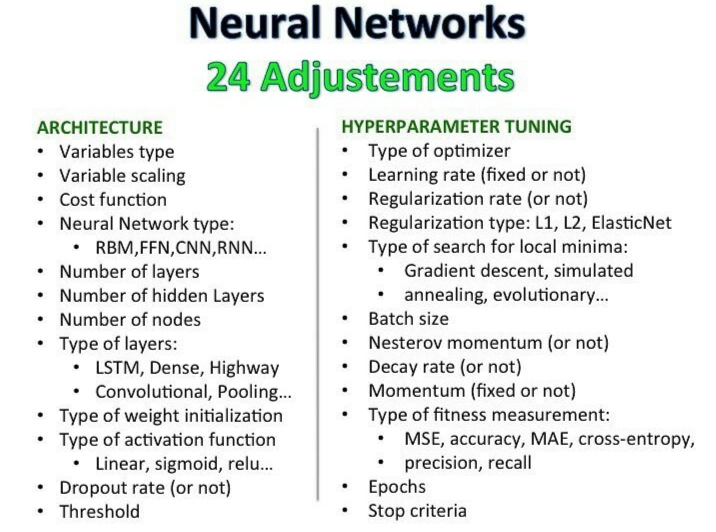 Neural Networks
24 Adjustements
ARCHITECTURE
• Variables type
• Variable scaling
• Cost function
• Neural Network type:
• RBM,FFN,CNN,RNN...
• Number of layers
• Number of hidden Layers
• Number of nodes
• Type of layers:
• LSTM, Dense, Highway
• Convolutional, Pooling...
• Type of weight initialization
• Type of activation function
• Linear, sigmoid, relu...
• Dropout rate (or not)
• Threshold
HYPERPARAMETER TUNING
• Type of optimizer
• Learning rate (fixed or not)
• Regularization rate (or not)
• Regularization type: L1, L2, ElasticNet
• Type of search for local minima:
• Gradient descent, simulated
• annealing, evolutionary...
• Batch size
• Nesterov momentum (or not)
• Decay rate (or not)
• Momentum (fixed or not)
• Type of fitness measurement:
• MSE, accuracy, MAE, cross-entropy,
• precision, recall
• Epochs
• Stop criteria